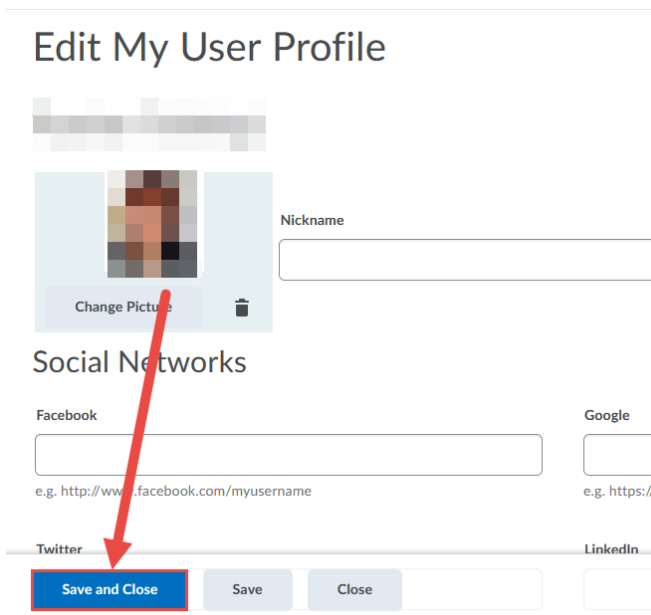 Edit My User Profile
Nickname
Change Picture
Social Networks
Facebook
Google
e.g. http://www.facebook.com/myusername
e.g. https:/
Twitter
LinkedIn
Save and Close
Save
Close